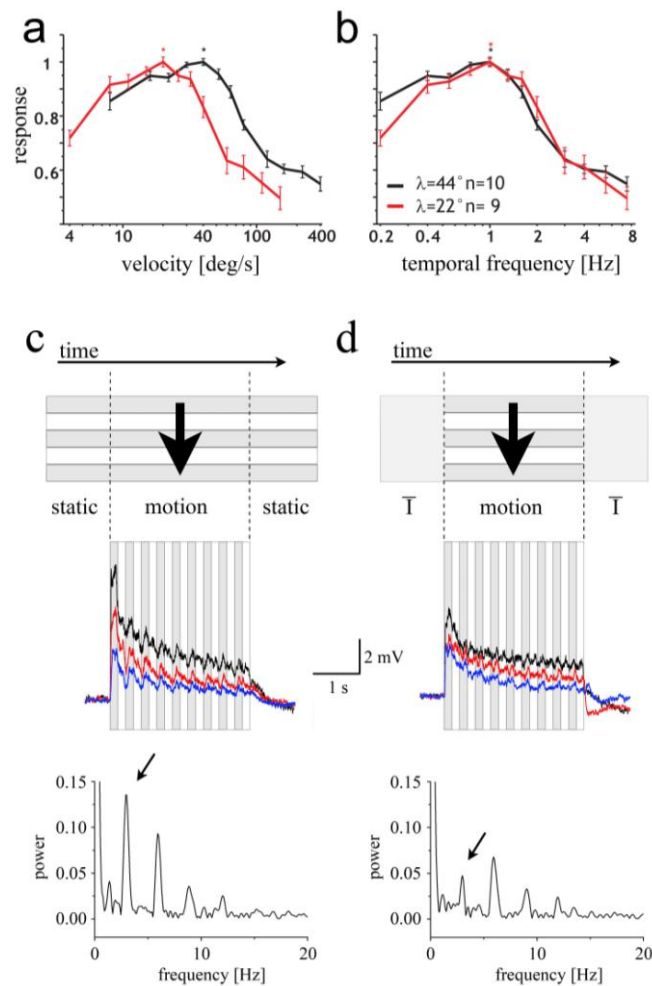 a
b
response
1
0.8
0.6
4
10
40
100
400
velocity [deg/s]
*
*
*
*
λ=44°n=10
λ=22°n= 9
0.2
0.4
1
2
4
8
temporal frequency [Hz]
c
time
static
motion
static
d
time
I̅
motion
I̅
2 mV
1 s
power
0.15
0.10
0.05
0.00
0
10
20
frequency [Hz]
power
0.15
0.10
0.05
0.00
0
10
20
frequency [Hz]